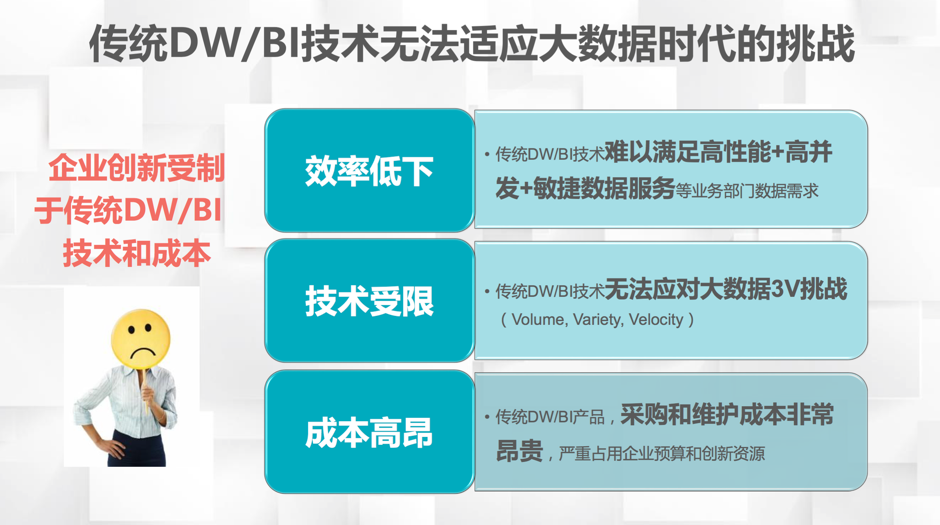 传统DW/BI技术无法适应大数据时代的挑战
企业创新受制
于传统DW/BI
技术和成本
效率低下
• 传统DW/BI技术难以满足高性能+高并
发+敏捷数据服务等业务部门数据需求
技术受限
• 传统DW/BI技术无法应对大数据3V挑战
（Volume, Variety, Velocity）
成本高昂
• 传统DW/BI产品，采购和维护成本非常
昂贵，严重占用企业预算和创新资源